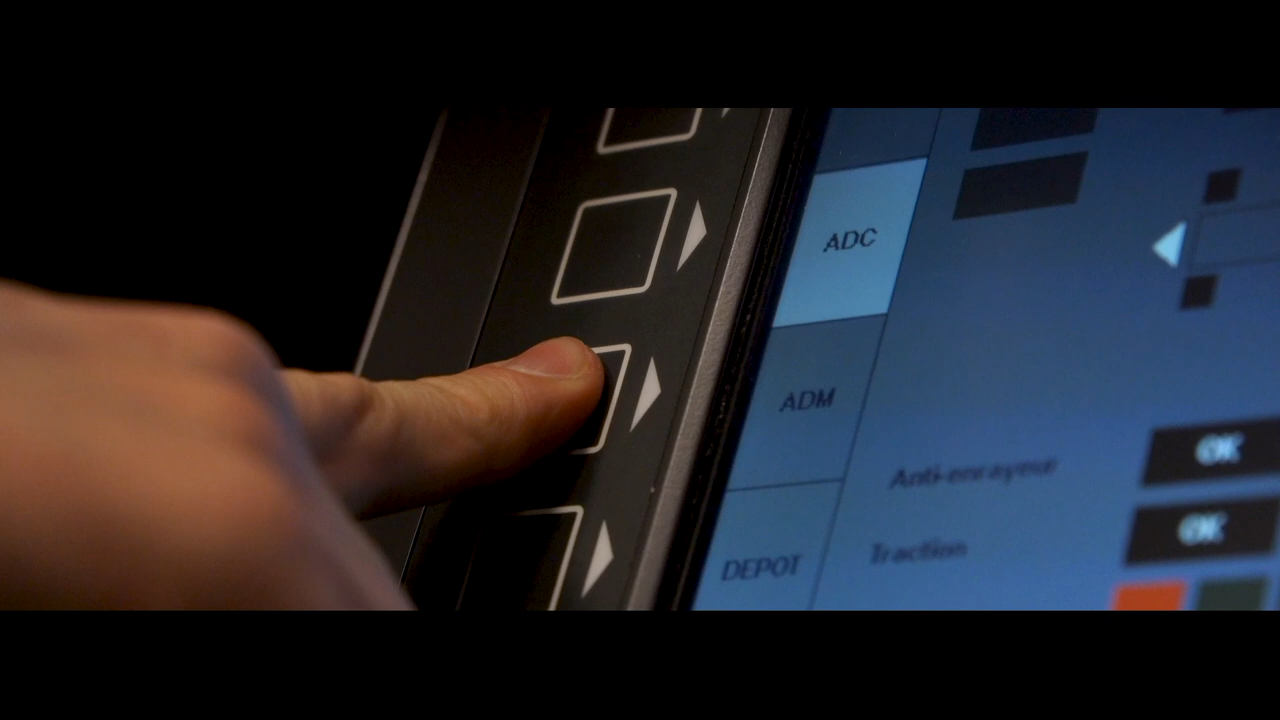 ADC
ADM
DEPOT
Anti-enrayeur
OK
Traction
OK